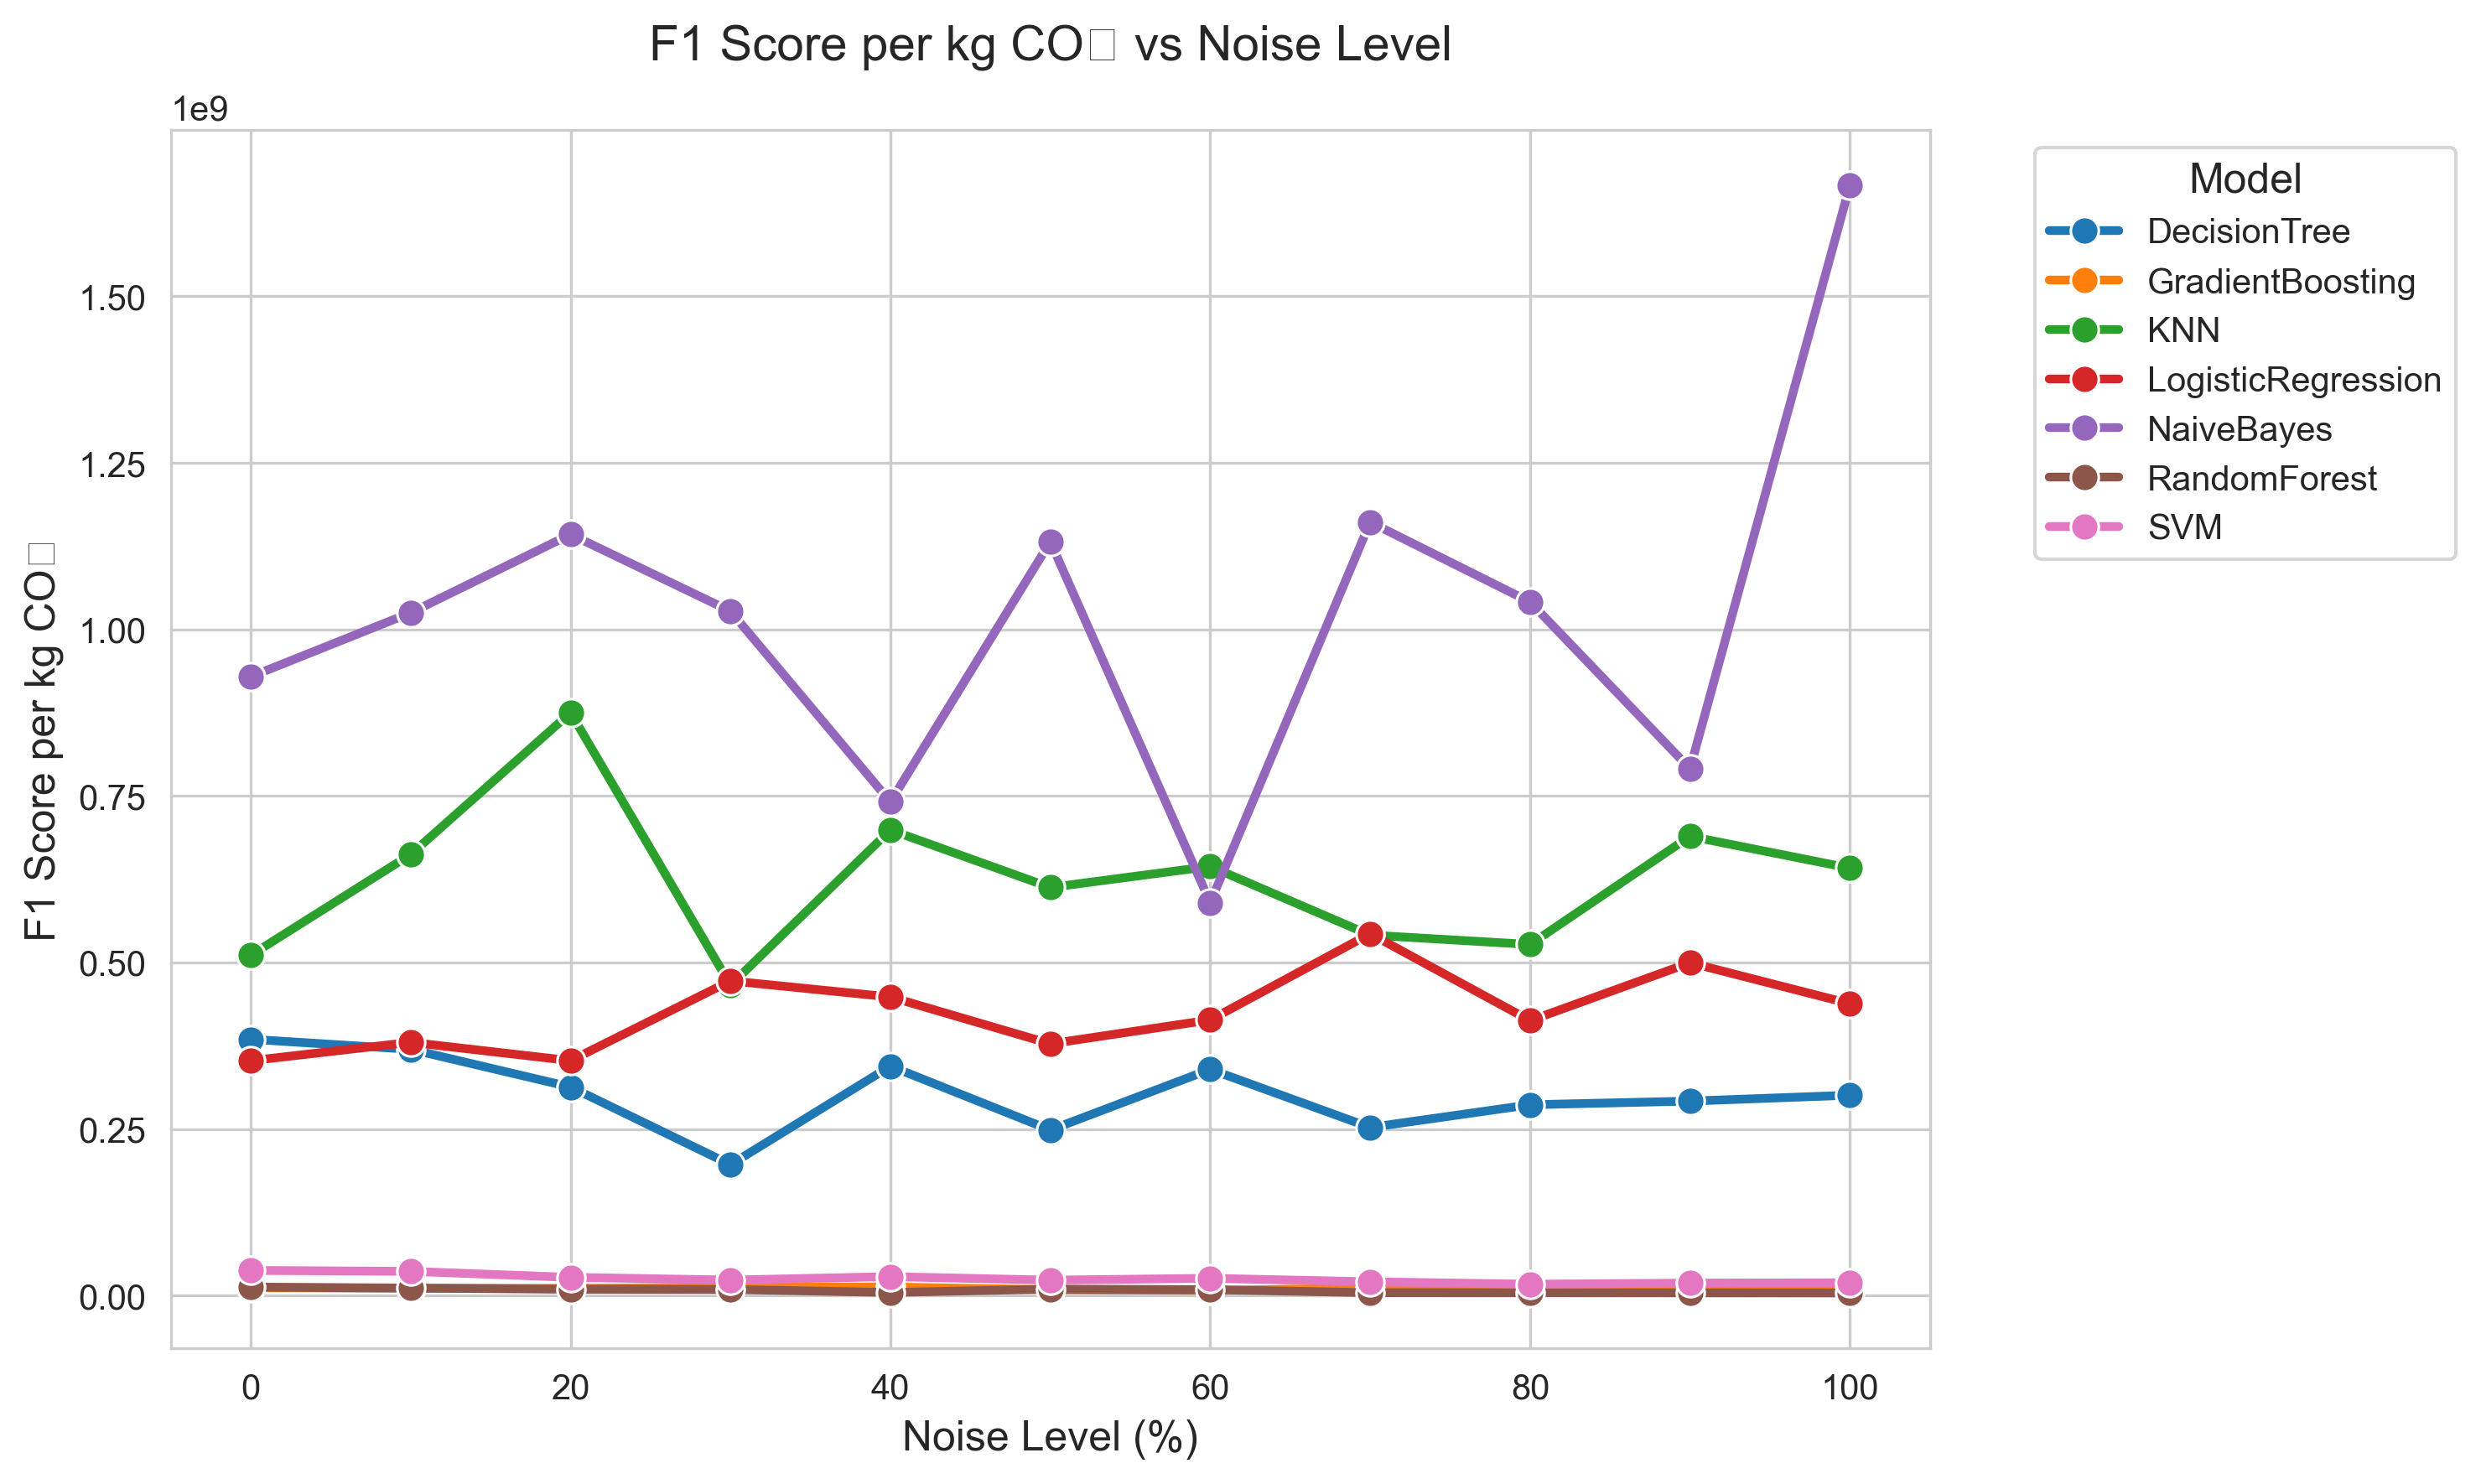 F1 Score per kg CO□ vs Noise Level
1e9
1.50
1.25
1.00
0.75
0.50
0.25
0.00
F1 Score per kg CO□
0 20 40 60 80 100
Noise Level (%)
Model
DecisionTree
GradientBoosting
KNN
LogisticRegression
NaiveBayes
RandomForest
SVM